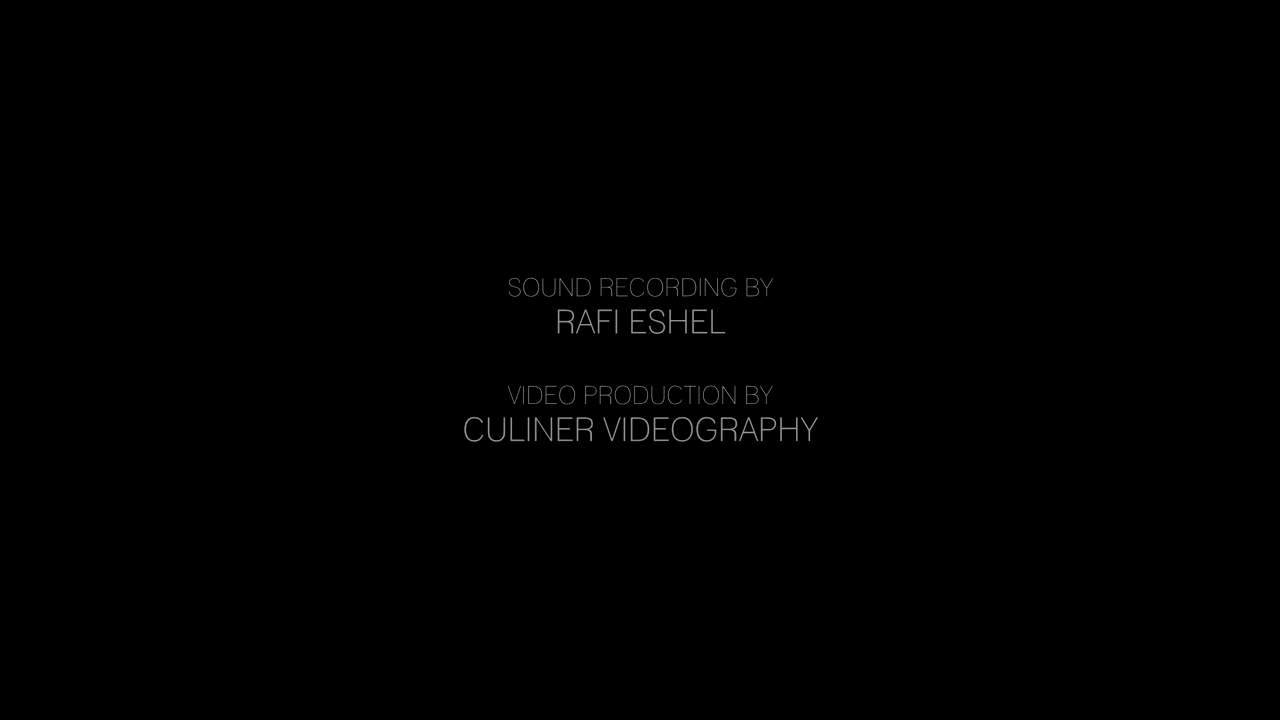 SOUND RECORDING BY
RAFI ESHEL
VIDEO PRODUCTION BY
CULINER VIDEOGRAPHY